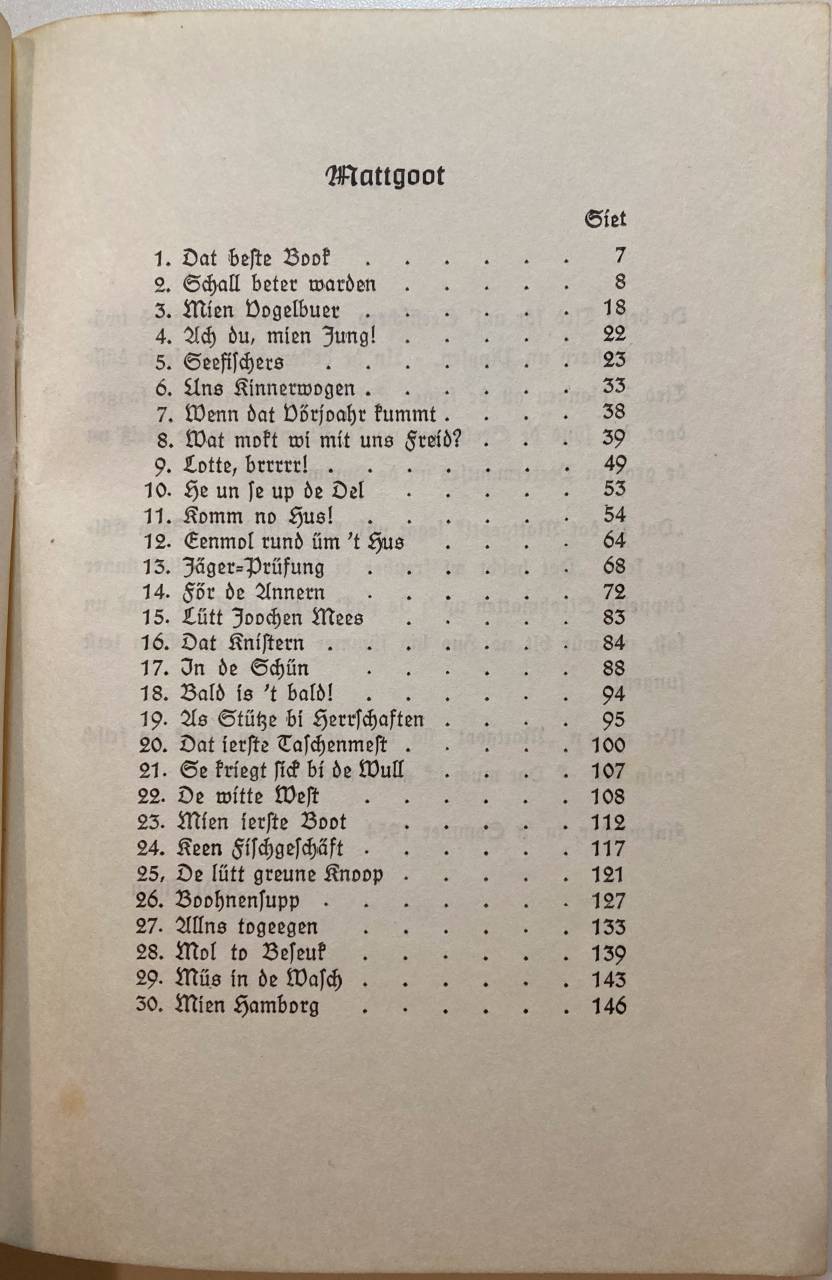 Mattgoot
Siet
1. Dat beste Book . . . . . . 7
2. Schall beter warden . . . . . 8
3. Mien Vogelbuer . . . . . . 18
4. Ach du, mien Jung! . . . . . 22
5. Seefischers . . . . . . . 23
6. Uns Kinnerwogen . . . . . . 33
7. Wenn dat Vörjoahr kummt . . . . 38
8. Wat mokt wi mit uns Freid? . . . 39
9. Lotte, brrrrr! . . . . . . . 49
10. He un se up de Del . . . . . 53
11. Komm no Hus! . . . . . . 54
12. Eenmol rund üm 't Hus . . . . 64
13. Jäger-Prüfung . . . . . . 68
14. För de Annern . . . . . . 72
15. Lütt Joochen Mees . . . . . 83
16. Dat Knistern . . . . . . . 84
17. In de Schün . . . . . . 88
18. Bald is 't bald! . . . . . . 94
19. As Stütze bi Herrschaften . . . . 95
20. Dat ierste Taschenmest . . . . . 100
21. Se kriegt sick bi de Wull . . . . 107
22. De witte West . . . . . . 108
23. Mien ierste Boot . . . . . 112
24. Keen Fischgeschäft . . . . . . 117
25, De lütt greune Knoop . . . . . 121
26. Boohnensupp . . . . . . . 127
27. Allns togeegen . . . . . . 133
28. Mol to Beseuk . . . . . . 139
29. Müs in de Wasch . . . . . . 143
30. Mien Hamborg . . . . . . 146